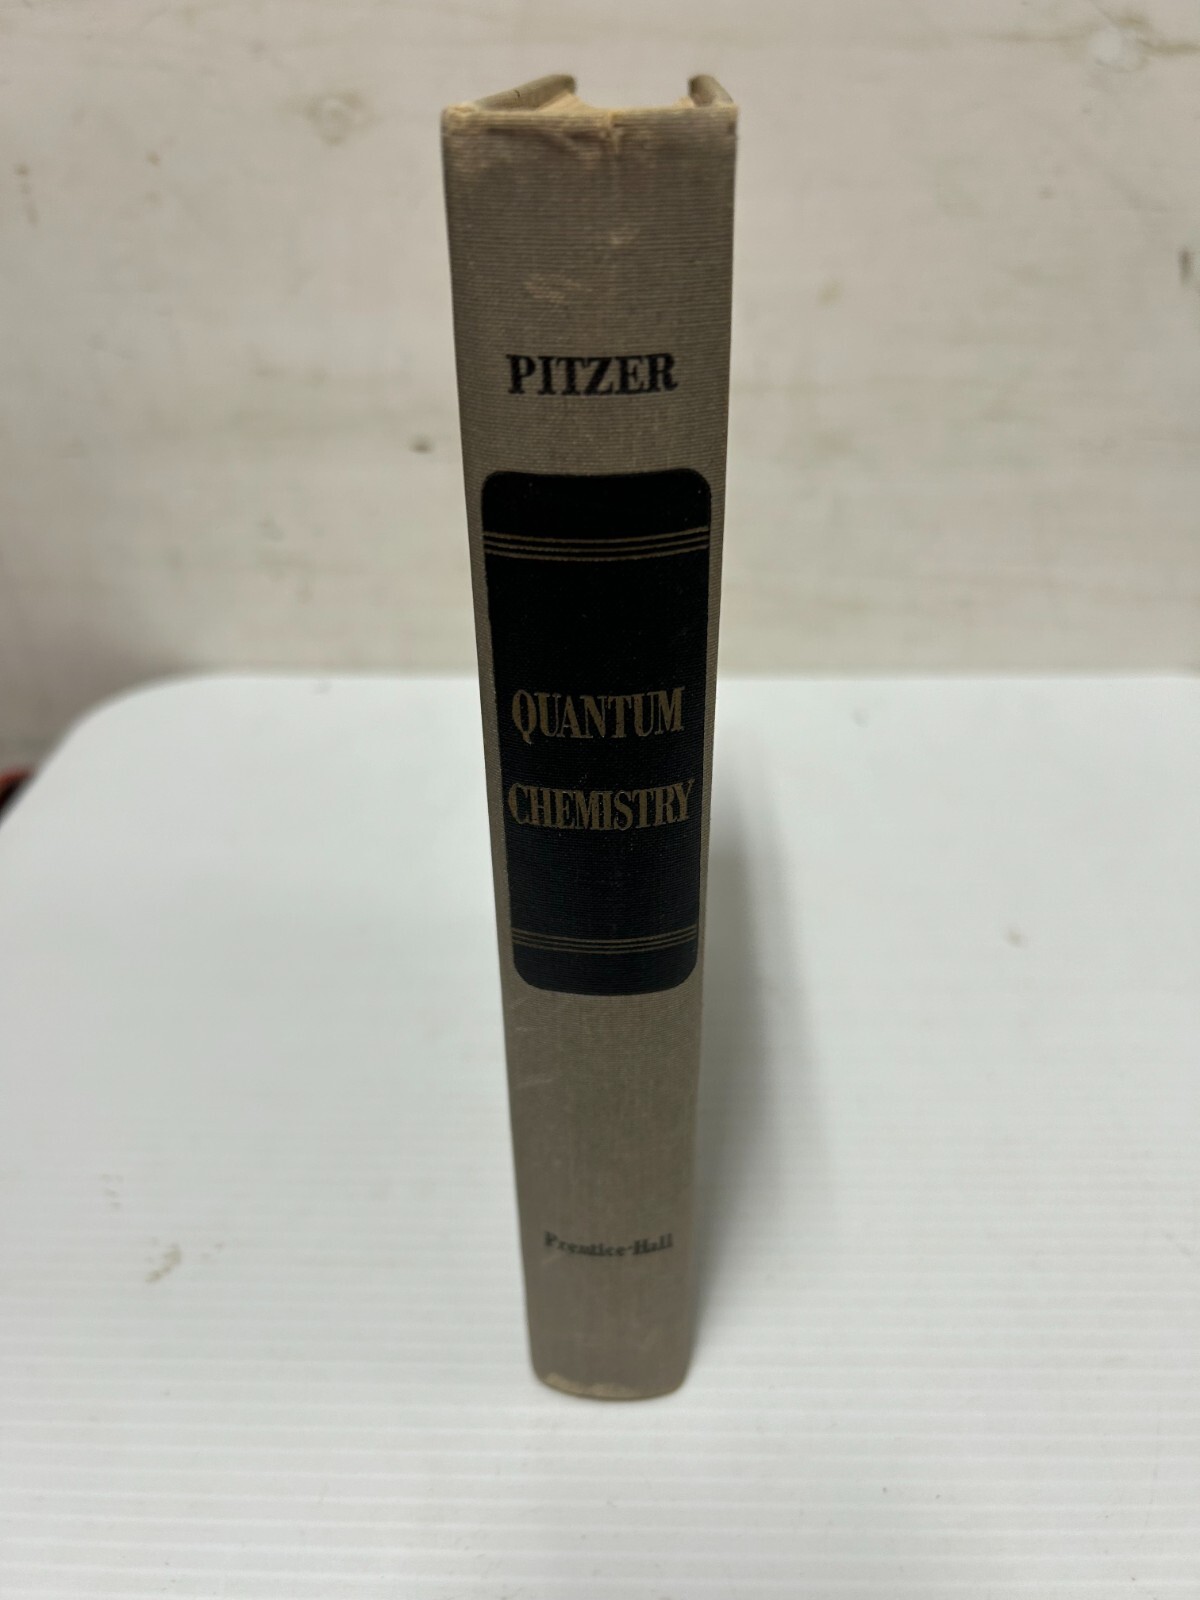 PITZER
QUANTUM
CHEMISTRY
Prentice-Hall